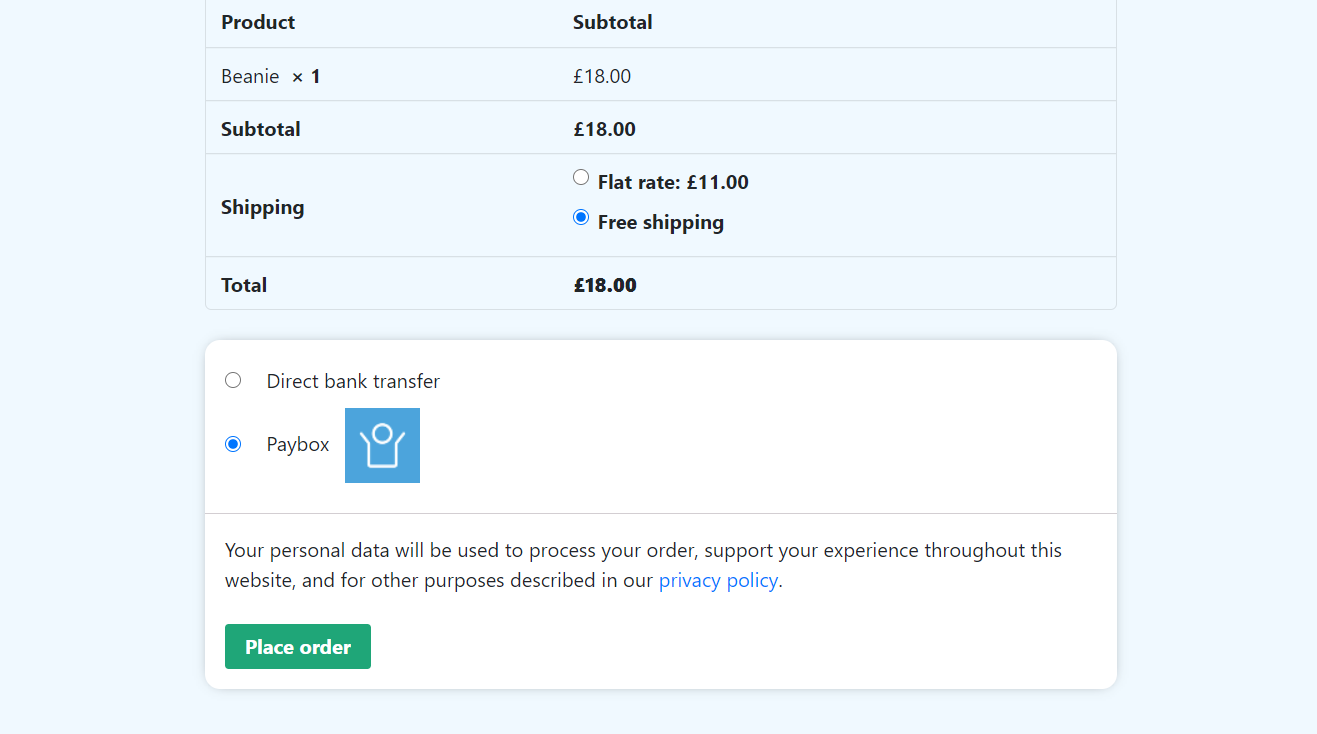 Product Subtotal
Beanie × 1 £18.00
Subtotal £18.00
Flat rate: £11.00
Shipping
Free shipping
Total £18.00
Direct bank transfer
Paybox
Your personal data will be used to process your order, support your experience throughout this
website, and for other purposes described in our privacy policy.
Place order